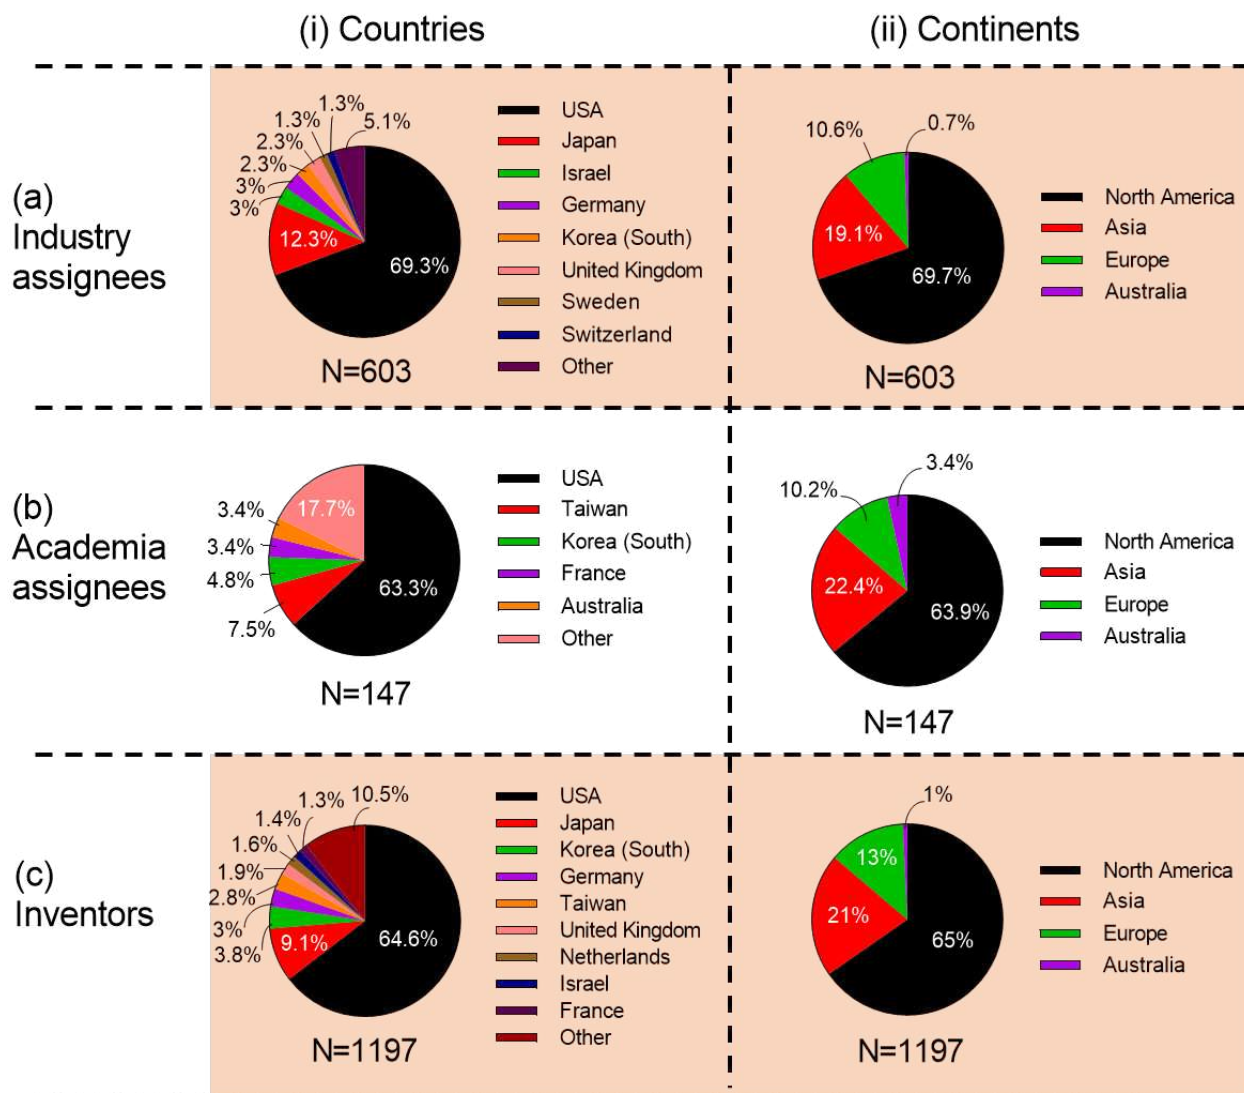 (i) Countries
(ii) Continents
(a)
Industry
assignees
1.3%
1.3%
5.1%
2.3%
2.3%
3%
3%
12.3%
69.3%
N=603
USA
Japan
Israel
Germany
Korea (South)
United Kingdom
Sweden
Switzerland
Other
10.6%
0.7%
19.1%
69.7%
N=603
North America
Asia
Europe
Australia
(b)
Academia
assignees
17.7%
3.4%
3.4%
4.8%
7.5%
63.3%
N=147
USA
Taiwan
Korea (South)
France
Australia
Other
3.4%
10.2%
22.4%
63.9%
N=147
North America
Asia
Europe
Australia
(c)
Inventors
1.3%
10.5%
1.4%
1.6%
1.9%
2.8%
3%
3.8%
9.1%
64.6%
N=1197
USA
Japan
Korea (South)
Germany
Taiwan
United Kingdom
Netherlands
Israel
France
Other
1%
13%
21%
65%
N=1197
North America
Asia
Europe
Australia